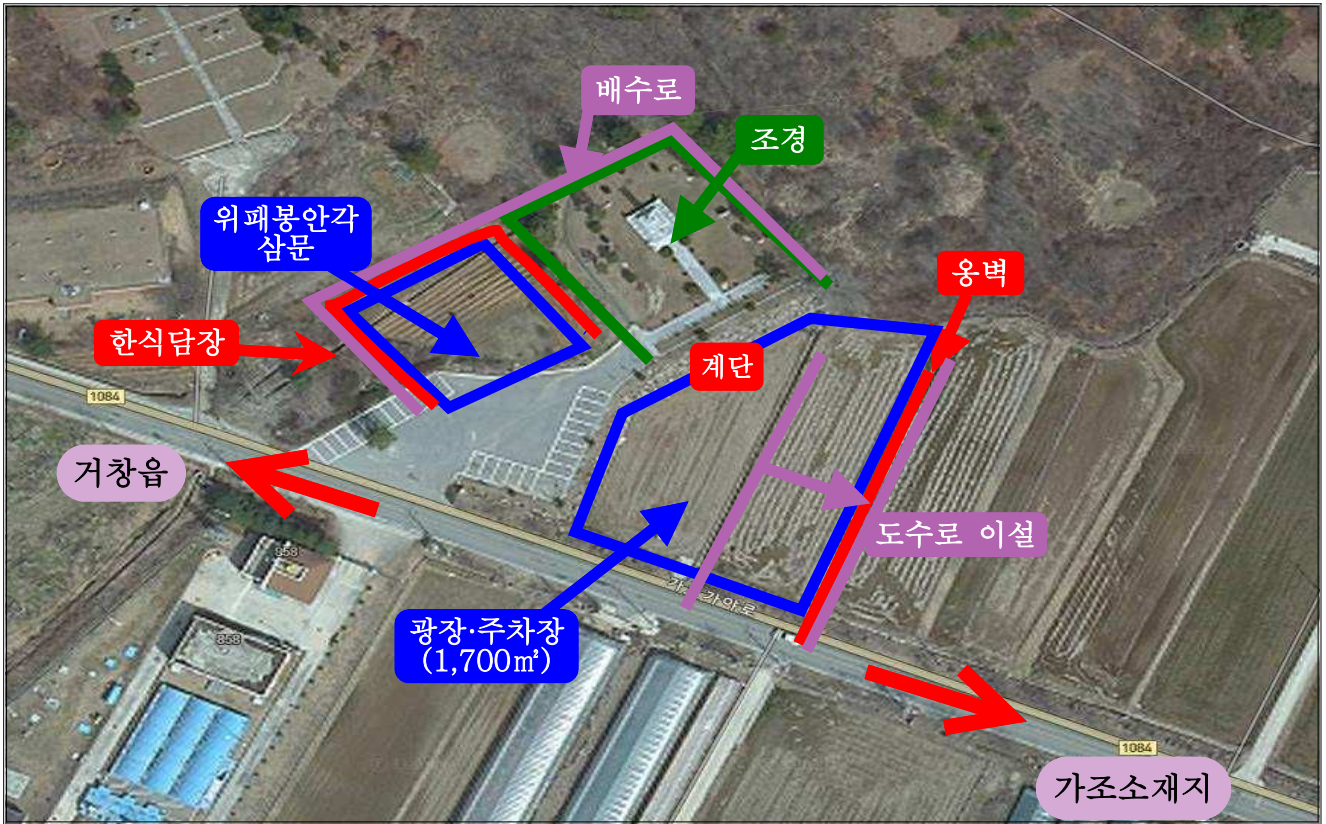 배수로
조경
위패봉안각
삼문
옹벽
한식담장
계단
1084
거창읍
도수로 이설
858
858
광장·주차장
(1,700㎡)
1084
가조소재지